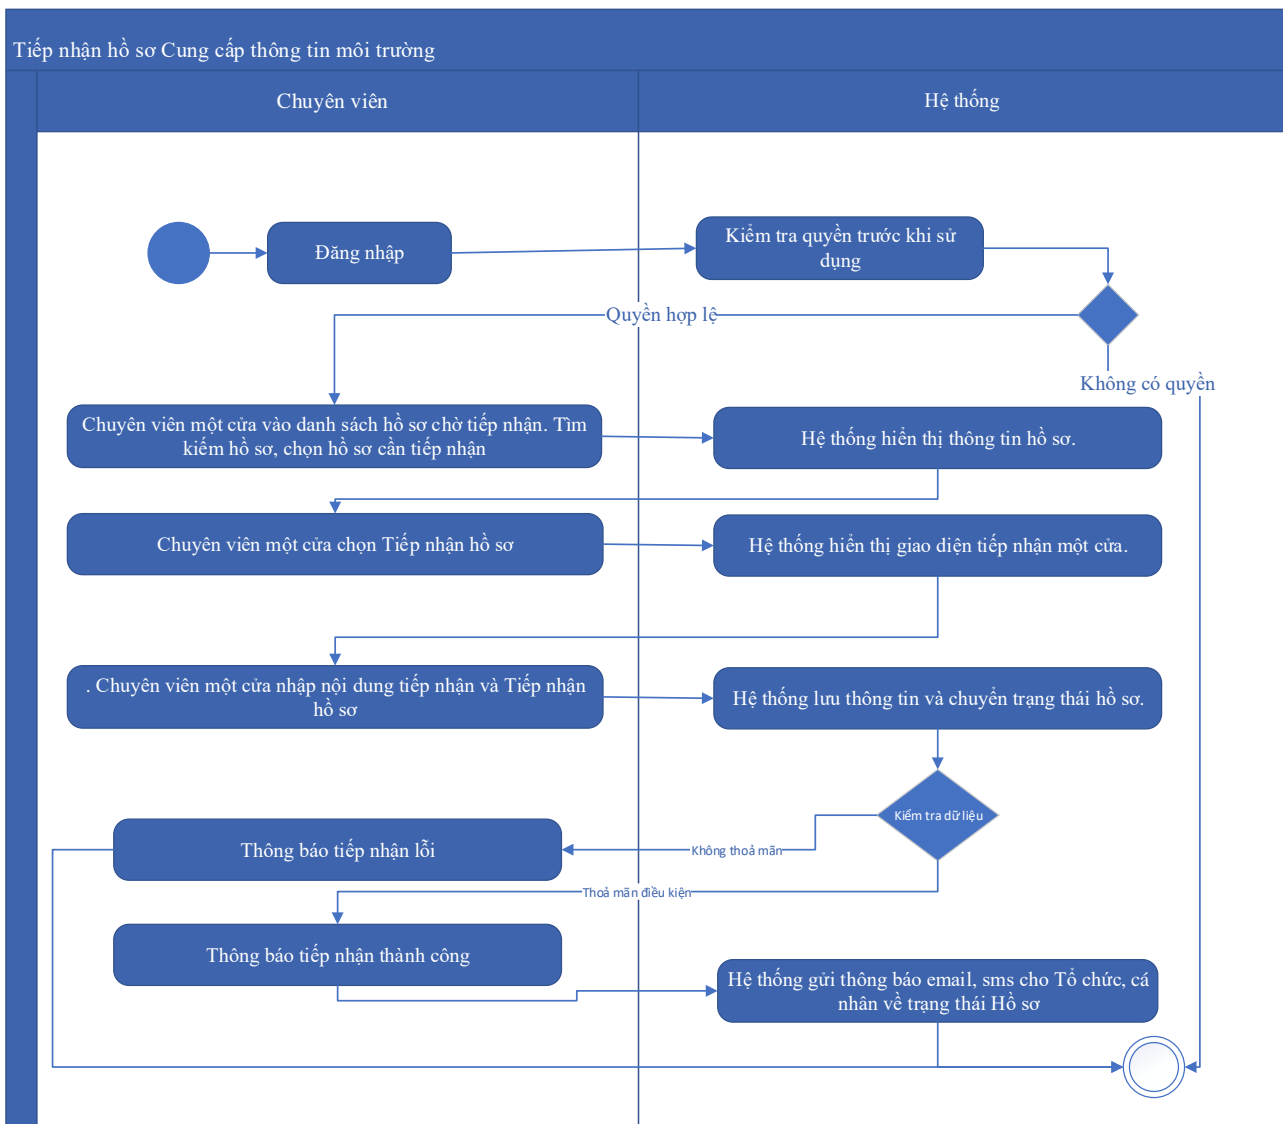 Tiếp nhận hồ sơ Cung cấp thông tin môi trường
Chuyên viên
Hệ thống
Đăng nhập
Kiểm tra quyền trước khi sử
dụng
Quyền hợp lệ
Không có quyền
Chuyên viên một cửa vào danh sách hồ sơ chờ tiếp nhận. Tìm
kiếm hồ sơ, chọn hồ sơ cần tiếp nhận
Hệ thống hiển thị thông tin hồ sơ.
Chuyên viên một cửa chọn Tiếp nhận hồ sơ
Hệ thống hiển thị giao diện tiếp nhận một cửa.
. Chuyên viên một cửa nhập nội dung tiếp nhận và Tiếp nhận
hồ sơ
Hệ thống lưu thông tin và chuyển trạng thái hồ sơ.
Kiểm tra dữ liệu
Thông báo tiếp nhận lỗi
Không thoả mãn
Thoả mãn điều kiện
Thông báo tiếp nhận thành công
Hệ thống gửi thông báo email, sms cho Tổ chức, cá
nhân về trạng thái Hồ sơ